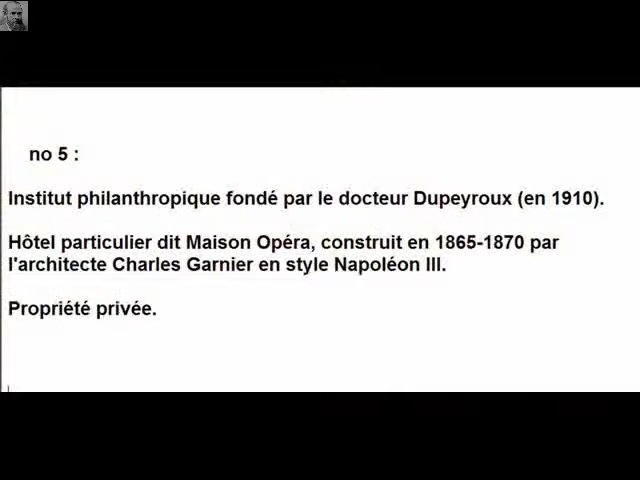 no 5 :
Institut philanthropique fondé par le docteur Dupeyroux (en 1910).
Hôtel particulier dit Maison Opéra, construit en 1865-1870 par
l'architecte Charles Garnier en style Napoléon III.
Propriété privée.